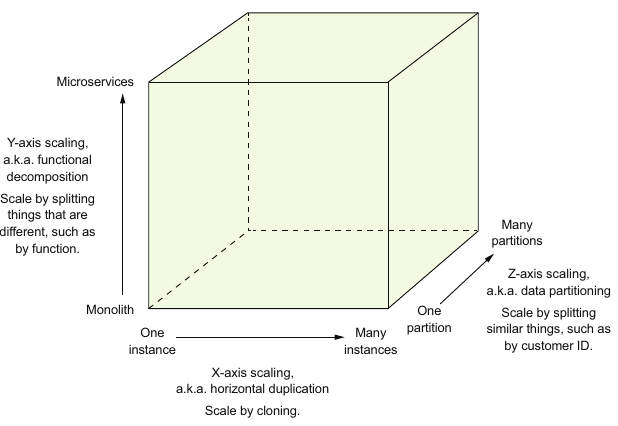 Microservices
Y-axis scaling,
a.k.a. functional
decomposition
Scale by splitting
things that are
different, such as
by function.
Monolith
One
instance
Many
instances
X-axis scaling,
a.k.a. horizontal duplication
Scale by cloning.
One
partition
Many
partitions
Z-axis scaling,
a.k.a. data partitioning
Scale by splitting
similar things, such as
by customer ID.